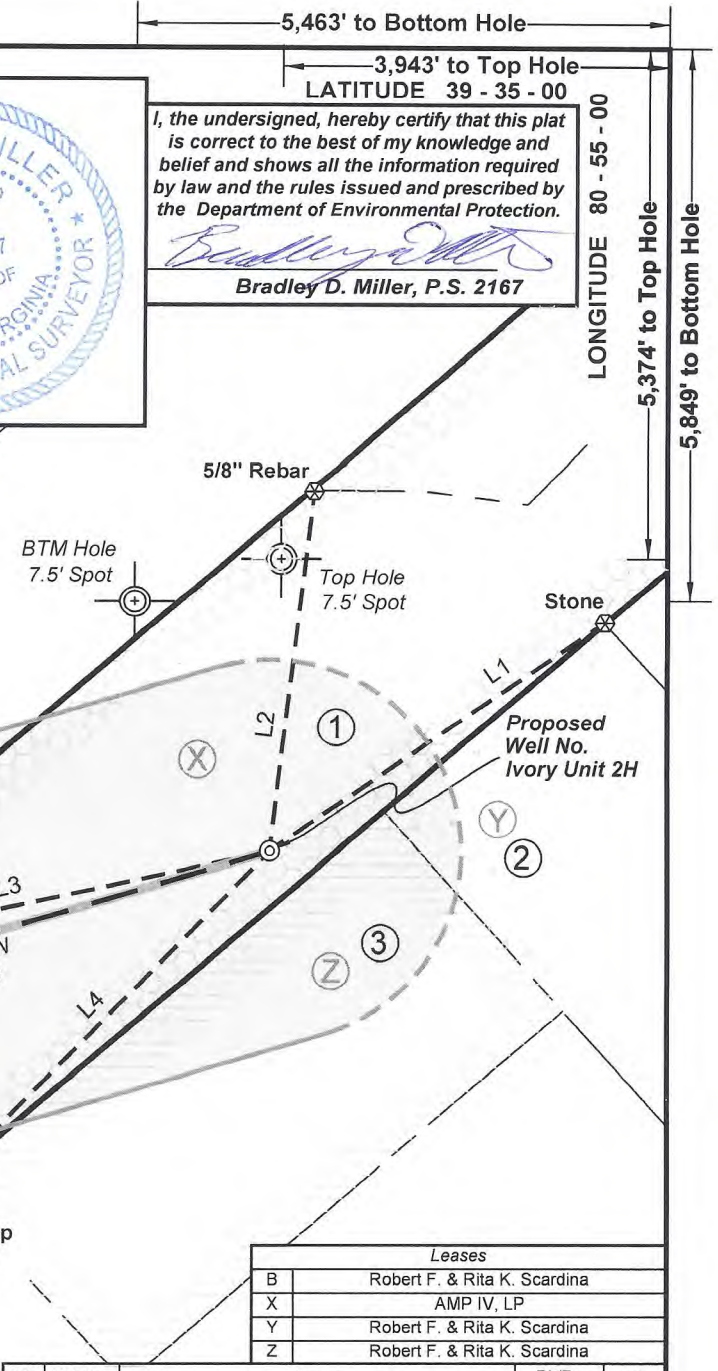 5,463' to Bottom Hole
3,943' to Top Hole
LATITUDE 39 - 35 - 00
I, the undersigned, hereby certify that this plat
is correct to the best of my knowledge and
belief and shows all the information required
by law and the rules issued and prescribed by
the Department of Environmental Protection.
Bradley D. Miller, P.S. 2167
LONGITUDE 80 - 55 - 00
5,374' to Top Hole
5,849' to Bottom Hole
MILLER *
OF
SURVEYOR
5/8" Rebar
BTM Hole
7.5' Spot
Top Hole
7.5' Spot
Stone
L1
L2
1
X
Proposed
Well No.
Ivory Unit 2H
Y
2
L3
3
Z
L4
p
Leases
B Robert F. & Rita K. Scardina
X AMP IV, LP
Y Robert F. & Rita K. Scardina
Z Robert F. & Rita K. Scardina